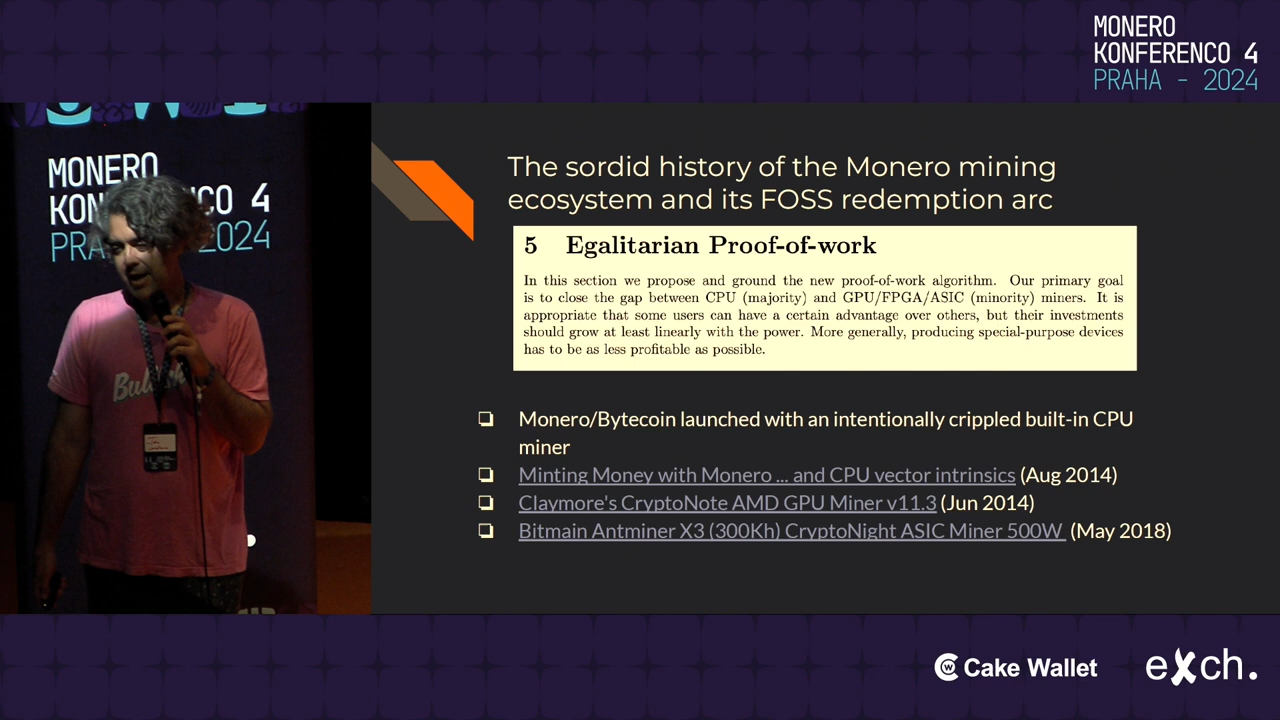 MONERO
KONFERENCO 4
PRAHA - 2024
MONERO
KON CO 4
PRA 2024
The sordid history of the Monero mining
ecosystem and its FOSS redemption arc
5 Egalitarian Proof-of-work
In this section we propose and ground the new proof-of-work algorithm. Our primary goal
is to close the gap between CPU (majority) and GPU/FPGA/ASIC (minority) miners. It is
appropriate that some users can have a certain advantage over others, but their investments
should grow at least linearly with the power. More generally, producing special-purpose devices
has to be as less profitable as possible.
❏ Monero/Bytecoin launched with an intentionally crippled built-in CPU
miner
❏ Minting Money with Monero ... and CPU vector intrinsics (Aug 2014)
❏ Claymore's CryptoNote AMD GPU Miner v11.3 (Jun 2014)
❏ Bitmain Antminer X3 (300Kh) CryptoNight ASIC Miner 500W (May 2018)
Cake Wallet
exch.